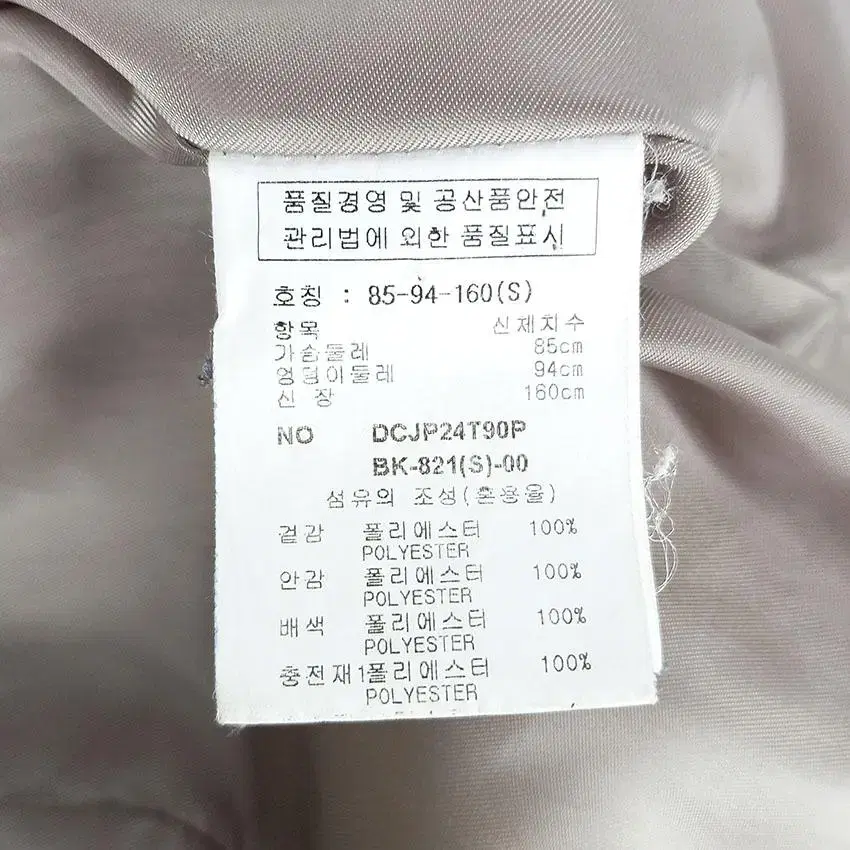 품질경영 및 공산품안전
관리법에 의한 품질표시
호칭 : 85-94-160(S)
항목 신체치수
가슴둘레 85cm
엉덩이둘레 94cm
신 장 160cm
NO DCJP24T90P
BK-821(S)-00
섬유의 조성(혼용율)
겉감 폴리에스터 100%
POLYESTER
안감 폴리에스터 100%
POLYESTER
배색 폴리에스터 100%
POLYESTER
충전재1폴리에스터 100%
POLYESTER